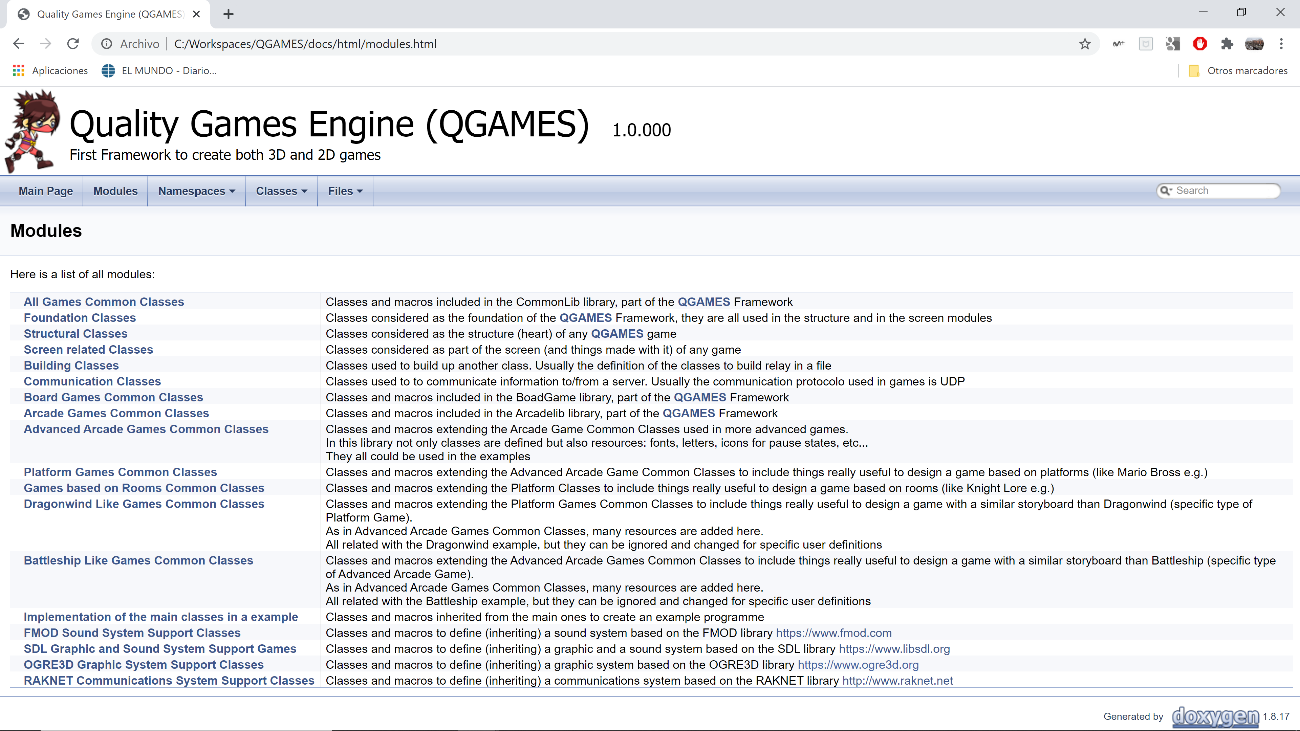 Quality Games Engine (QGAMES)
Archivo | C:/Workspaces/QGAMES/docs/html/modules.html
Aplicaciones EL MUNDO - Diario... Otros marcadores
Quality Games Engine (QGAMES) 1.0.000
First Framework to create both 3D and 2D games
Main Page Modules Namespaces Classes Files Search
Modules
Here is a list of all modules:
All Games Common Classes Classes and macros included in the CommonLib library, part of the QGAMES Framework
Foundation Classes Classes considered as the foundation of the QGAMES Framework, they are all used in the structure and in the screen modules
Structural Classes Classes considered as the structure (heart) of any QGAMES game
Screen related Classes Classes considered as part of the screen (and things made with it) of any game
Building Classes Classes used to build up another class. Usually the definition of the classes to build relay in a file
Communication Classes Classes used to to communicate information to/from a server. Usually the communication protocolo used in games is UDP
Board Games Common Classes Classes and macros included in the BoadGame library, part of the QGAMES Framework
Arcade Games Common Classes Classes and macros included in the Arcadelib library, part of the QGAMES Framework
Advanced Arcade Games Common Classes Classes and macros extending the Arcade Game Common Classes used in more advanced games.
In this library not only classes are defined but also resources: fonts, letters, icons for pause states, etc...
They all could be used in the examples
Platform Games Common Classes Classes and macros extending the Advanced Arcade Game Common Classes to include things really useful to design a game based on platforms (like Mario Bross e.g.)
Games based on Rooms Common Classes Classes and macros extending the Platform Classes to include things really useful to design a game based on rooms (like Knight Lore e.g.)
Dragonwind Like Games Common Classes Classes and macros extending the Platform Games Common Classes to include things really useful to design a game with a similar storyboard than Dragonwind (specific type of
Platform Game).
As in Advanced Arcade Games Common Classes, many resources are added here.
All related with the Dragonwind example, but they can be ignored and changed for specific user definitions
Battleship Like Games Common Classes Classes and macros extending the Advanced Arcade Games Common Classes to include things really useful to design a game with a similar storyboard than Battleship (specific type
of Advanced Arcade Game).
As in Advanced Arcade Games Common Classes, many resources are added here.
All related with the Battleship example, but they can be ignored and changed for specific user definitions
Implementation of the main classes in a example Classes and macros inherited from the main ones to create an example programme
FMOD Sound System Support Classes Classes and macros to define (inheriting) a sound system based on the FMOD library https://www.fmod.com
SDL Graphic and Sound System Support Games Classes and macros to define (inheriting) a graphic and a sound system based on the SDL library https://www.libsdl.org
OGRE3D Graphic System Support Classes Classes and macros to define (inheriting) a graphic system based on the OGRE3D library https://www.ogre3d.org
RAKNET Communications System Support Classes Classes and macros to define (inheriting) a communications system based on the RAKNET library http://www.raknet.net
Generated by doxygen 1.8.17